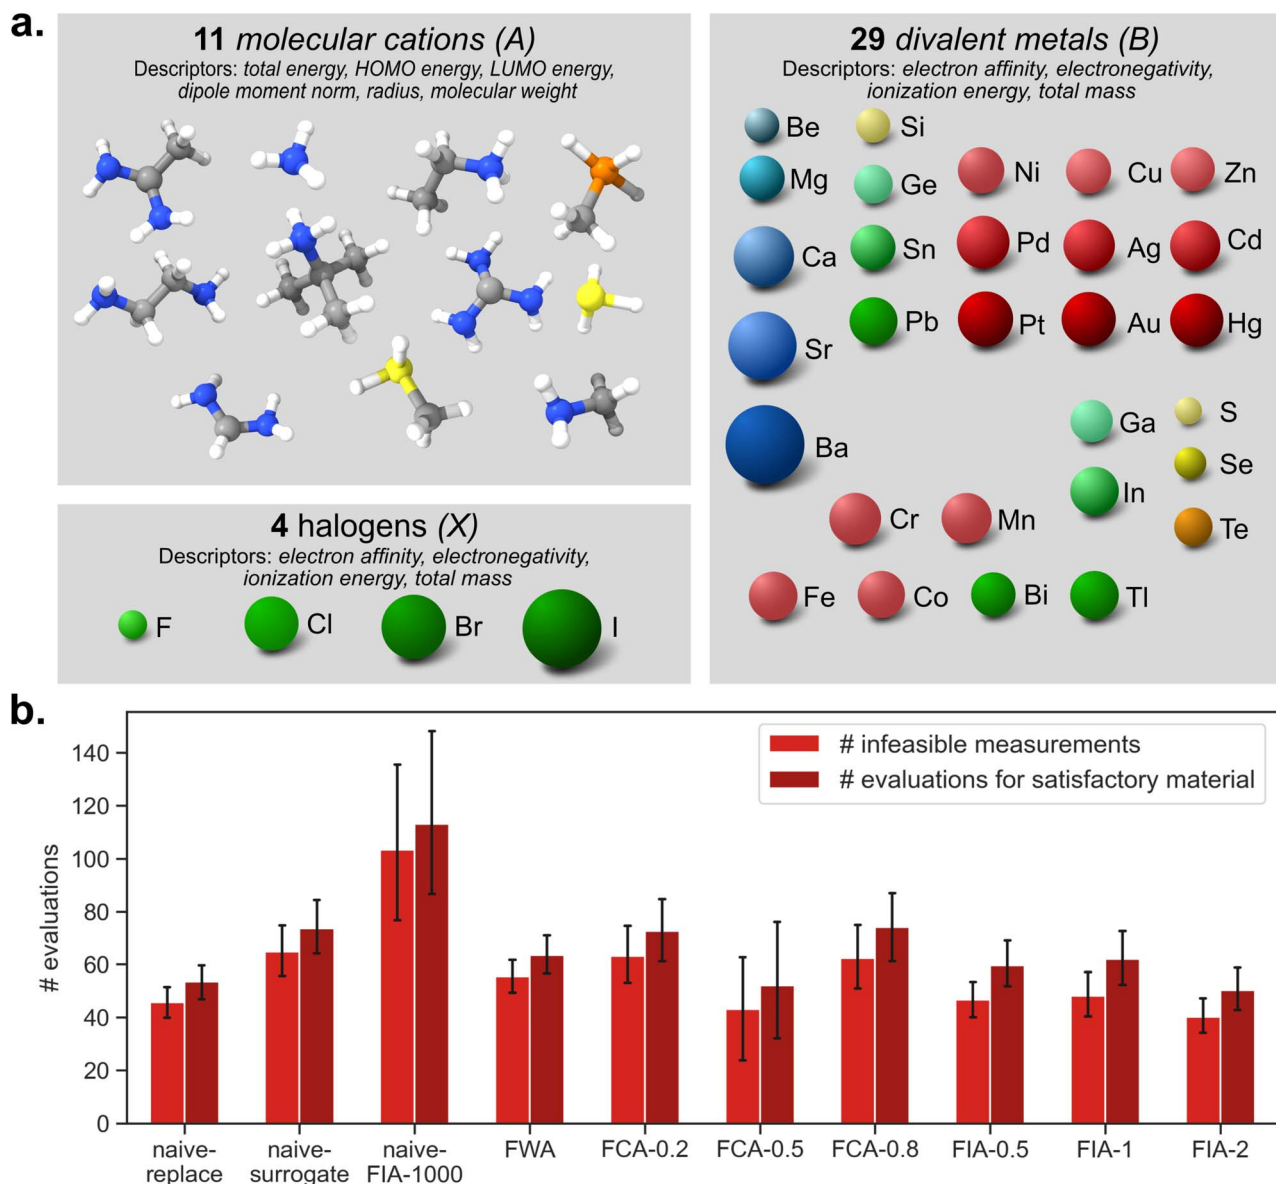 a.
11 molecular cations (A)
Descriptors: total energy, HOMO energy, LUMO energy,
dipole moment norm, radius, molecular weight
4 halogens (X)
Descriptors: electron affinity, electronegativity,
ionization energy, total mass
F Cl Br I
29 divalent metals (B)
Descriptors: electron affinity, electronegativity,
ionization energy, total mass
Be Si
Mg Ge Ni Cu Zn
Ca Sn Pd Ag Cd
Sr Pb Pt Au Hg
Ba Ga S
In Se
Cr Mn Te
Fe Co Bi Tl
b.
# evaluations
140
120
100
80
60
40
20
0
# infeasible measurements
# evaluations for satisfactory material
naive-
replace
naive-
surrogate
naive-
FIA-1000
FWA
FCA-0.2
FCA-0.5
FCA-0.8
FIA-0.5
FIA-1
FIA-2